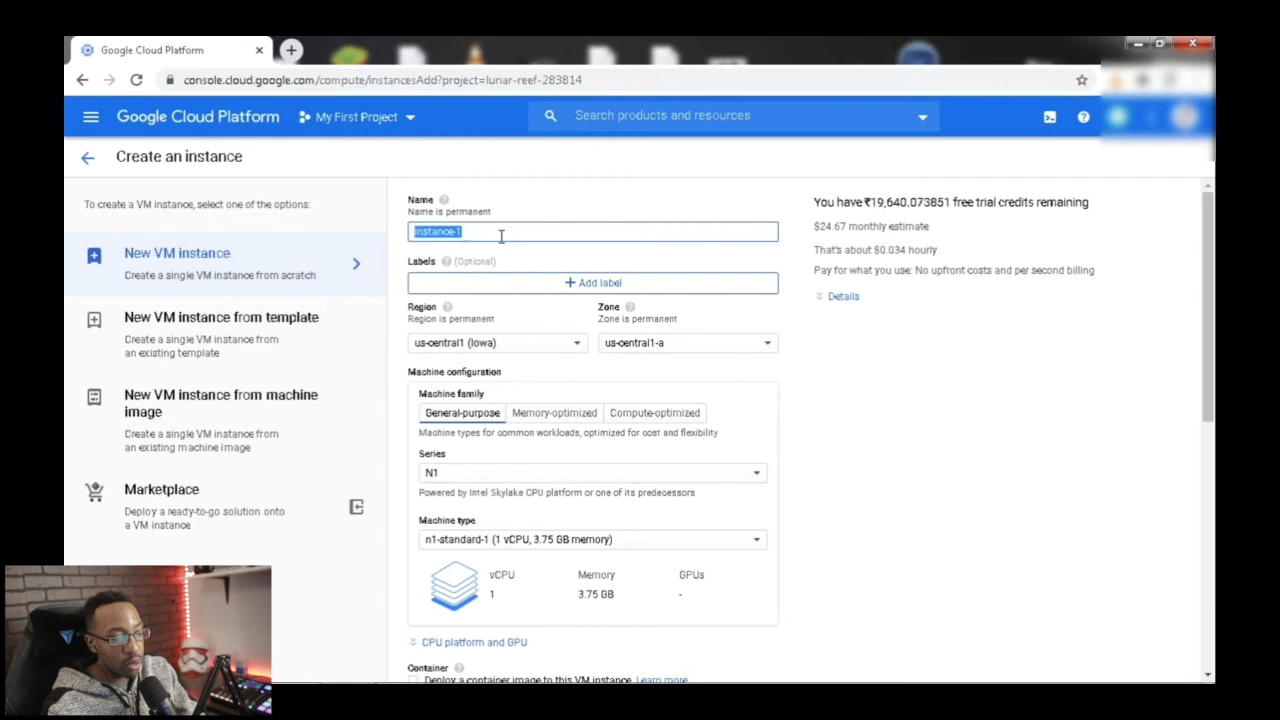 Google Cloud Platform
console.cloud.google.com/compute/instancesAdd?project=lunar-reef-283814
Google Cloud Platform
My First Project
Search products and resources
Create an instance
To create a VM instance, select one of the options:
New VM instance
Create a single VM instance from scratch
New VM instance from template
Create a single VM instance from
an existing template
New VM instance from machine
image
Create a single VM instance from
an existing machine image
Marketplace
Deploy a ready-to-go solution onto
a VM instance
Name
Name is permanent
instance-1
Labels (Optional)
Add label
Region
Region is permanent
us-central1 (Iowa)
Zone
Zone is permanent
us-central1-a
Machine configuration
Machine family
General-purpose Memory-optimized Compute-optimized
Machine types for common workloads, optimized for cost and flexibility
Series
N1
Powered by Intel Skylake CPU platform or one of its predecessors
Machine type
n1-standard-1 (1 vCPU, 3.75 GB memory)
vCPU Memory GPUs
1 3.75 GB -
CPU platform and GPU
Container
Deploy a container image to this VM instance. Learn more
You have ₹19,640.073851 free trial credits remaining
$24.67 monthly estimate
That's about $0.034 hourly
Pay for what you use: No upfront costs and per second billing
Details